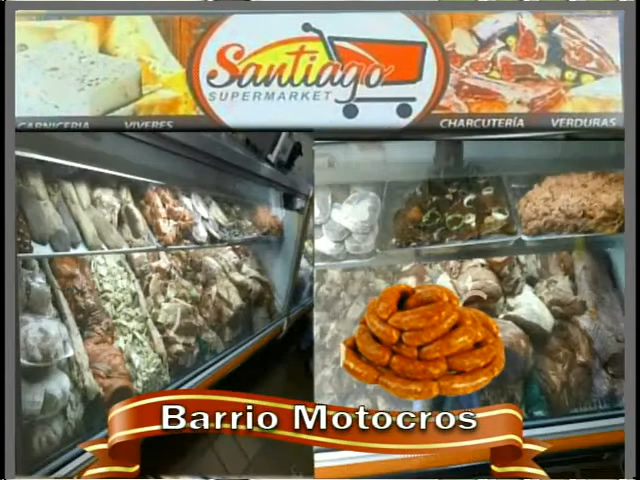 Santiago
SUPERMARKET
CARNICERIA VIVERES CHARCUTERÍA VERDURAS
Barrio Motocros